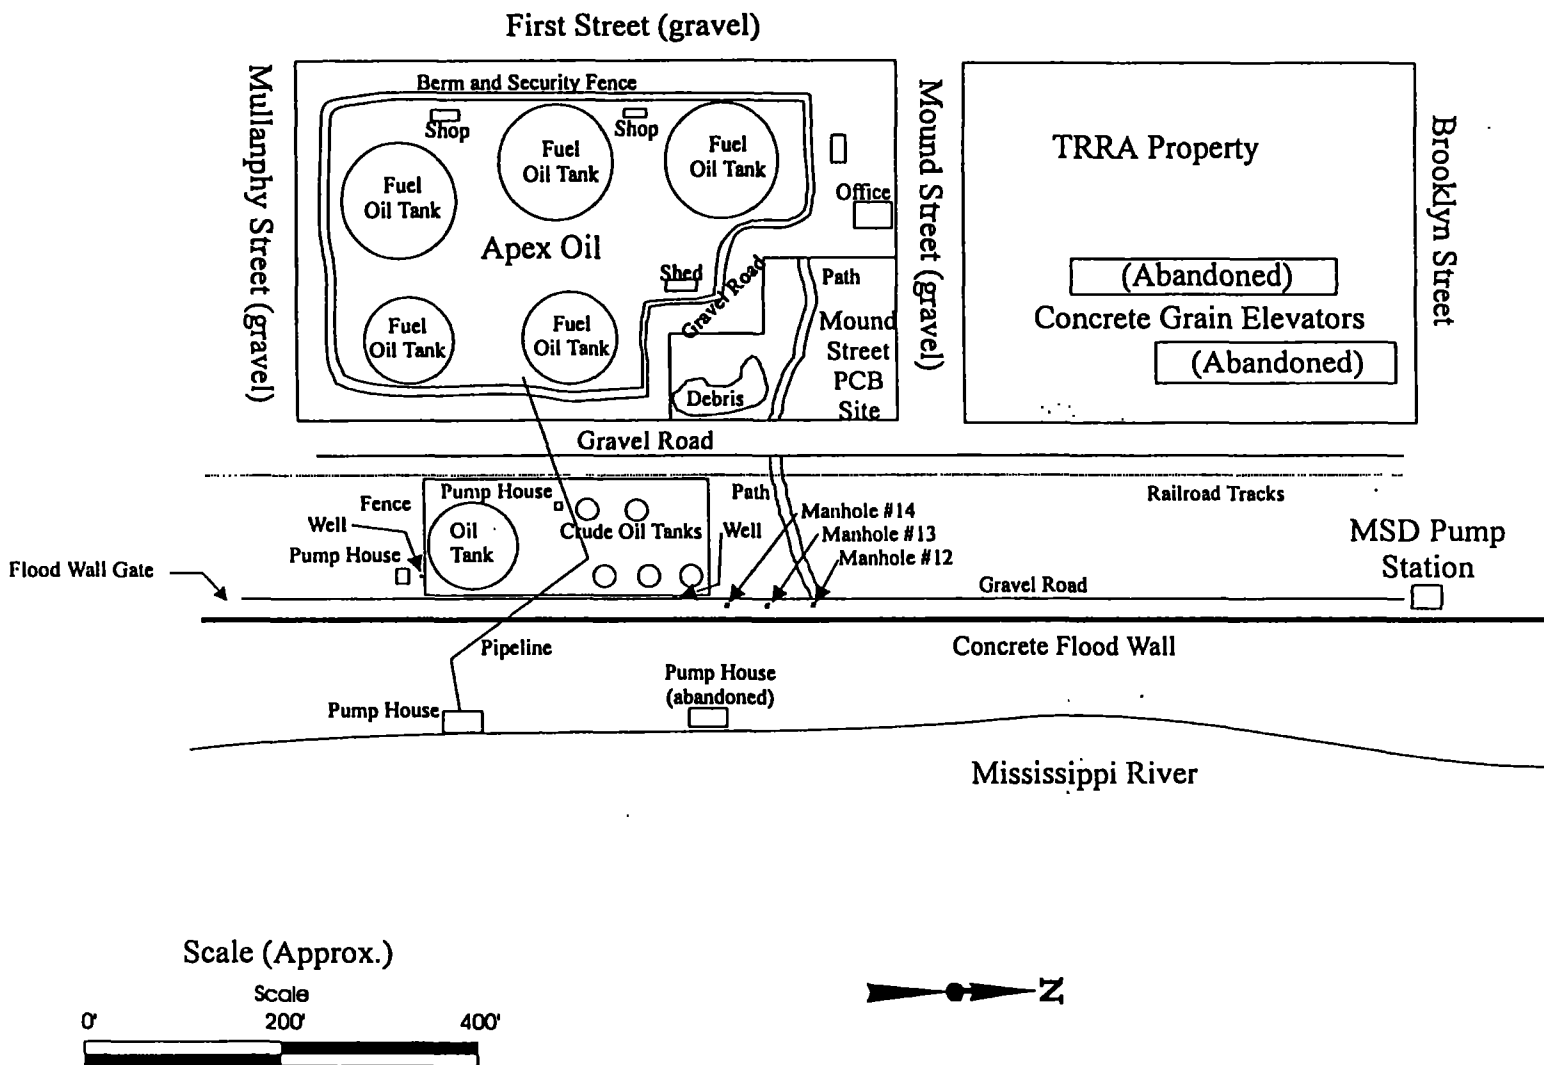 First Street (gravel)
Mullanphy Street (gravel)
Berm and Security Fence
Shop
Shop
Fuel
Oil Tank
Fuel
Oil Tank
Fuel
Oil Tank
Office
Apex Oil
Shed
Gravel Road
Path
Fuel
Oil Tank
Fuel
Oil Tank
Mound
Street
PCB
Site
Debris
Mound Street (gravel)
TRRA Property
(Abandoned)
Concrete Grain Elevators
(Abandoned)
Brooklyn Street
Gravel Road
Railroad Tracks
Fence
Well
Pump House
Pump House
Oil
Tank
Crude Oil Tanks
Path
Well
Manhole #14
Manhole #13
Manhole #12
MSD Pump
Station
Flood Wall Gate
Gravel Road
Concrete Flood Wall
Pipeline
Pump House
Pump House
(abandoned)
Mississippi River
Scale (Approx.)
Scale
0' 200' 400'
N